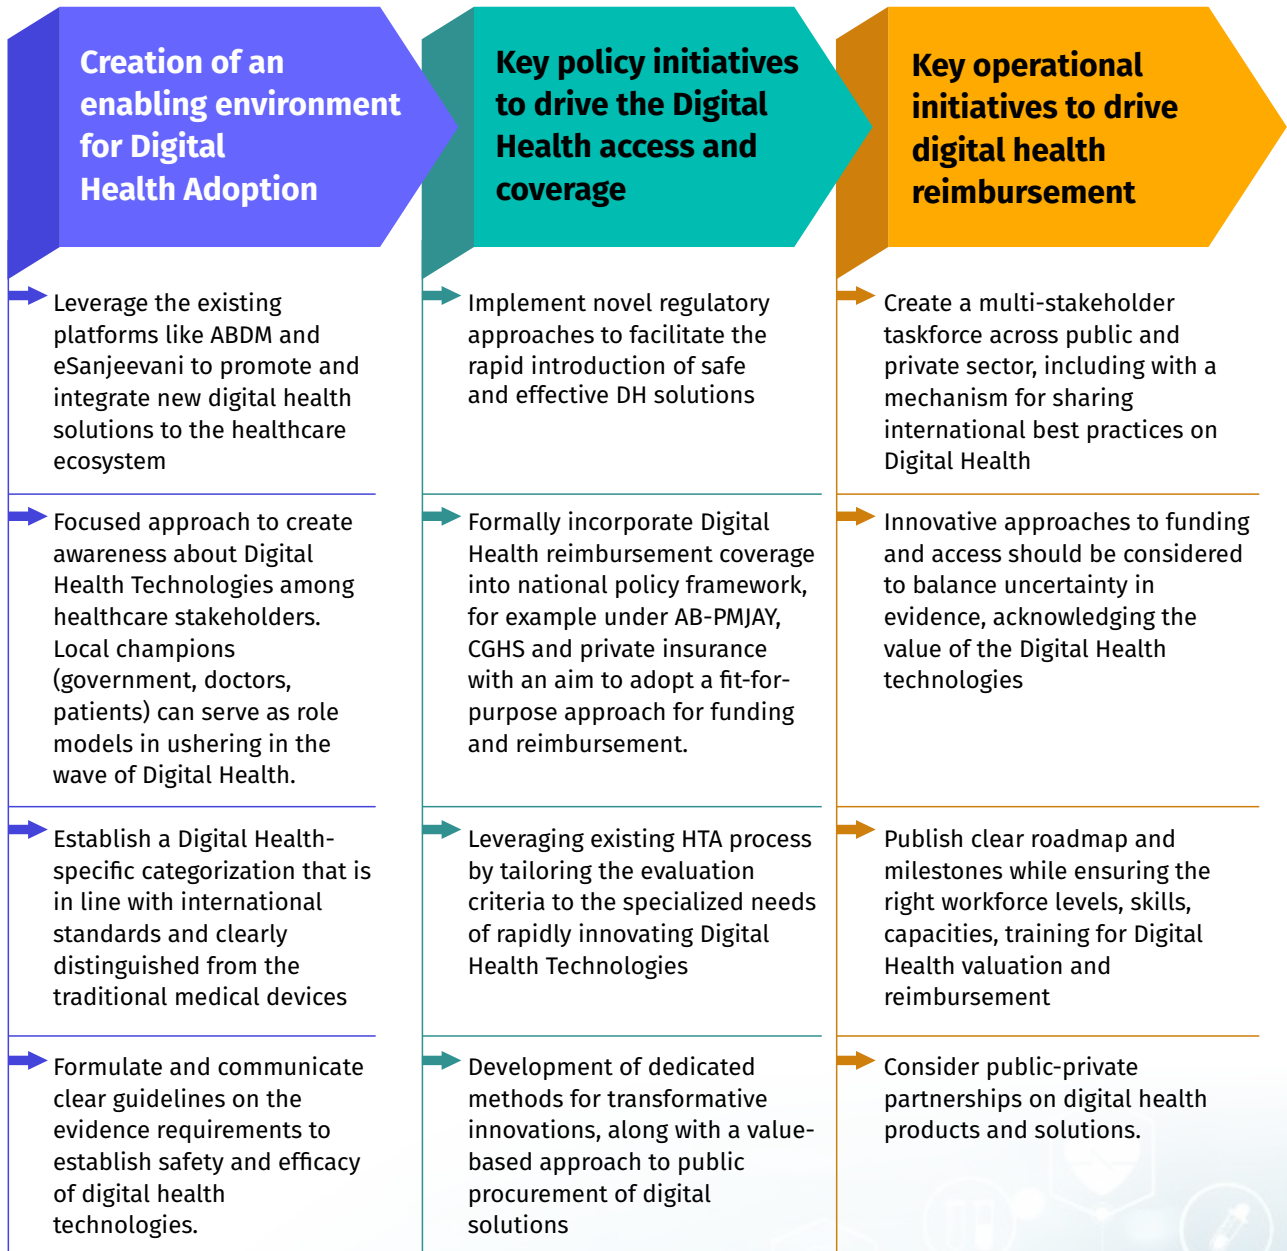 Creation of an
enabling environment
for Digital
Health Adoption
Leverage the existing
platforms like ABDM and
eSanjeevani to promote and
integrate new digital health
solutions to the healthcare
ecosystem
Focused approach to create
awareness about Digital
Health Technologies among
healthcare stakeholders.
Local champions
(government, doctors,
patients) can serve as role
models in ushering in the
wave of Digital Health.
Establish a Digital Health-
specific categorization that is
in line with international
standards and clearly
distinguished from the
traditional medical devices
Formulate and communicate
clear guidelines on the
evidence requirements to
establish safety and efficacy
of digital health
technologies.
Key policy initiatives
to drive the Digital
Health access and
coverage
Implement novel regulatory
approaches to facilitate the
rapid introduction of safe
and effective DH solutions
Formally incorporate Digital
Health reimbursement coverage
into national policy framework,
for example under AB-PMJAY,
CGHS and private insurance
with an aim to adopt a fit-for-
purpose approach for funding
and reimbursement.
Leveraging existing HTA process
by tailoring the evaluation
criteria to the specialized needs
of rapidly innovating Digital
Health Technologies
Development of dedicated
methods for transformative
innovations, along with a value-
based approach to public
procurement of digital
solutions
Key operational
initiatives to drive
digital health
reimbursement
Create a multi-stakeholder
taskforce across public and
private sector, including with a
mechanism for sharing
international best practices on
Digital Health
Innovative approaches to funding
and access should be considered
to balance uncertainty in
evidence, acknowledging the
value of the Digital Health
technologies
Publish clear roadmap and
milestones while ensuring the
right workforce levels, skills,
capacities, training for Digital
Health valuation and
reimbursement
Consider public-private
partnerships on digital health
products and solutions.